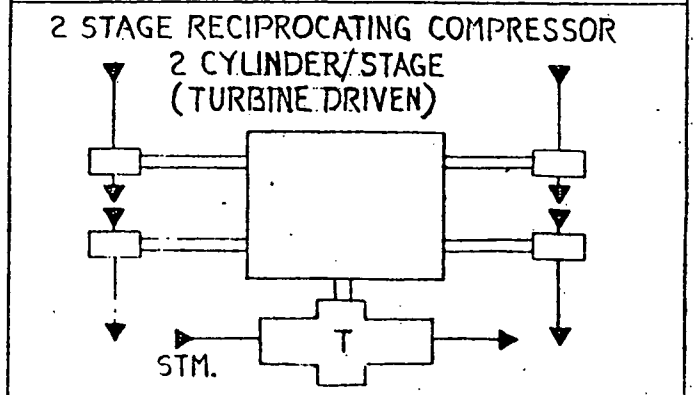 2 STAGE RECIPROCATING COMPRESSOR
2 CYLINDER/STAGE
(TURBINE DRIVEN)
T
STM.